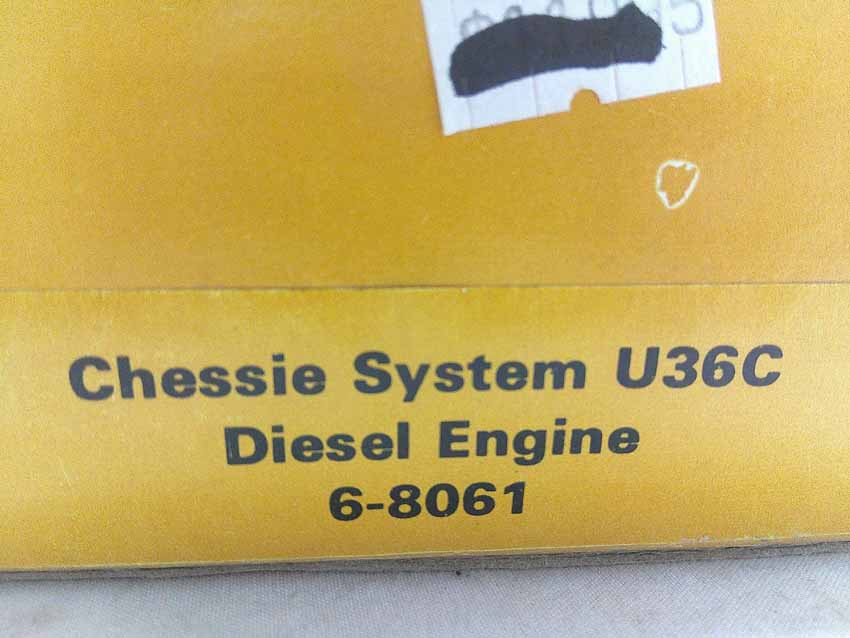 Chessie System U36C
Diesel Engine
6-8061